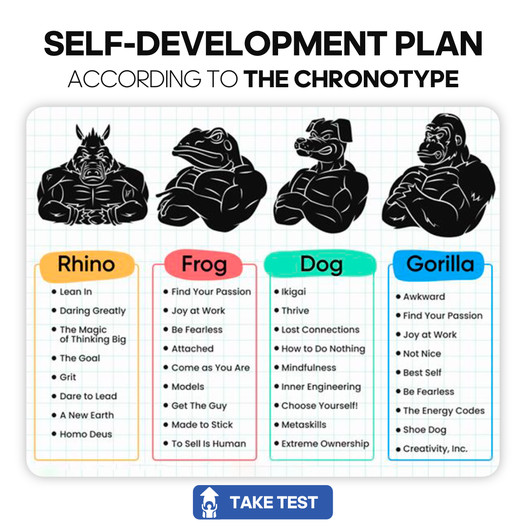 SELF-DEVELOPMENT PLAN
ACCORDING TO THE CHRONOTYPE
Rhino
• Lean In
• Daring Greatly
• The Magic
of Thinking Big
• The Goal
• Grit
• Dare to Lead
• A New Earth
• Homo Deus
Frog
• Find Your Passion
• Joy at Work
• Be Fearless
• Attached
• Come as You Are
• Models
• Get The Guy
• Made to Stick
• To Sell Is Human
Dog
• Ikigai
• Thrive
• Lost Connections
• How to Do Nothing
• Mindfulness
• Inner Engineering
• Choose Yourself!
• Metaskills
• Extreme Ownership
Gorilla
• Awkward
• Find Your Passion
• Joy at Work
• Not Nice
• Best Self
• Be Fearless
• The Energy Codes
• Shoe Dog
• Creativity, Inc.
TAKE TEST